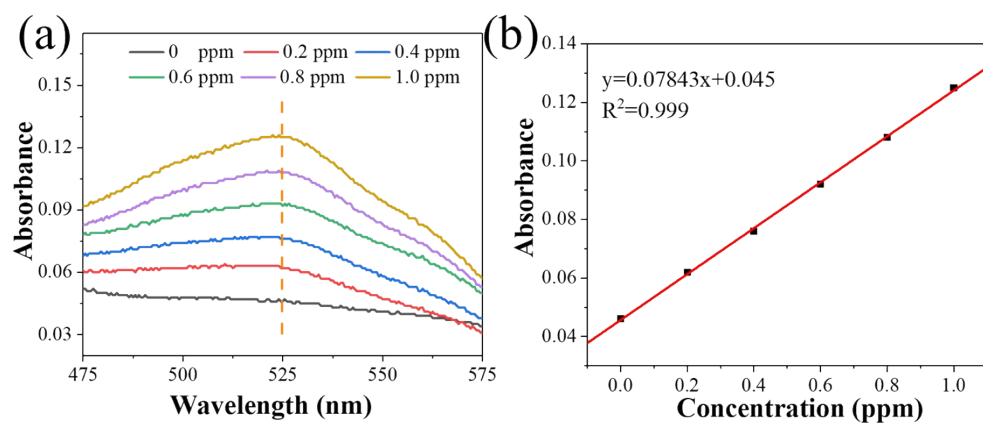 (a)
0 ppm 0.2 ppm 0.4 ppm
0.6 ppm 0.8 ppm 1.0 ppm
0.15
0.12
0.09
0.06
0.03
Absorbance
475 500 525 550 575
Wavelength (nm)
(b)
0.14
0.12
0.10
0.08
0.06
0.04
Absorbance
y=0.07843x+0.045
R²=0.999
0.0 0.2 0.4 0.6 0.8 1.0
Concentration (ppm)